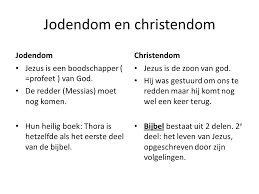 Jodendom en christendom
Jodendom
• Jezus is een boodschapper (
=profeet ) van God.
• De redder (Messias) moet
nog komen.
• Hun heilig boek: Thora is
hetzelfde als het eerste deel
van de bijbel.
Christendom
• Jezus is de zoon van god.
• Hij was gestuurd om ons te
redden maar hij komt nog
wel een keer terug.
• Bijbel bestaat uit 2 delen. 2e
deel: het leven van Jezus,
opgeschreven door zijn
volgelingen.